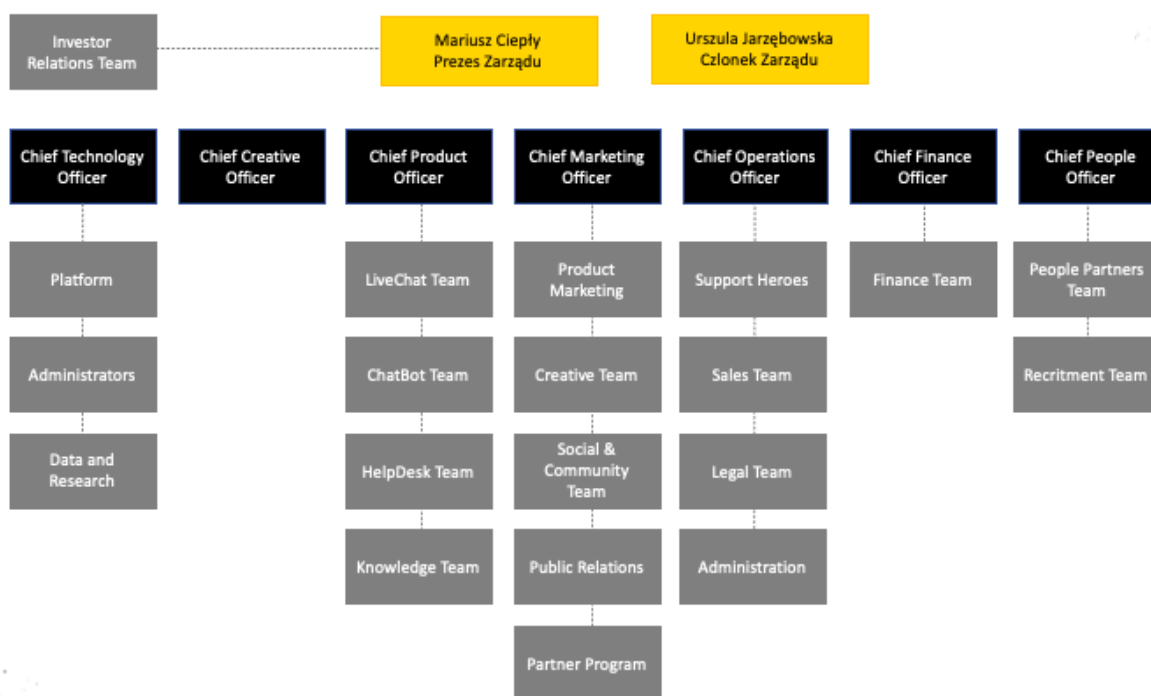 Investor
Relations Team
Mariusz Ciepły
Prezes Zarządu
Urszula Jarzębowska
Czlonek Zarządu
Chief Technology
Officer
Chief Creative
Officer
Chief Product
Officer
Chief Marketing
Officer
Chief Operations
Officer
Chief Finance
Officer
Chief People
Officer
Platform
LiveChat Team
Product
Marketing
Support Heroes
Finance Team
People Partners
Team
Administrators
ChatBot Team
Creative Team
Sales Team
Recritment Team
Data and
Research
HelpDesk Team
Social &
Community
Team
Legal Team
Knowledge Team
Public Relations
Administration
Partner Program